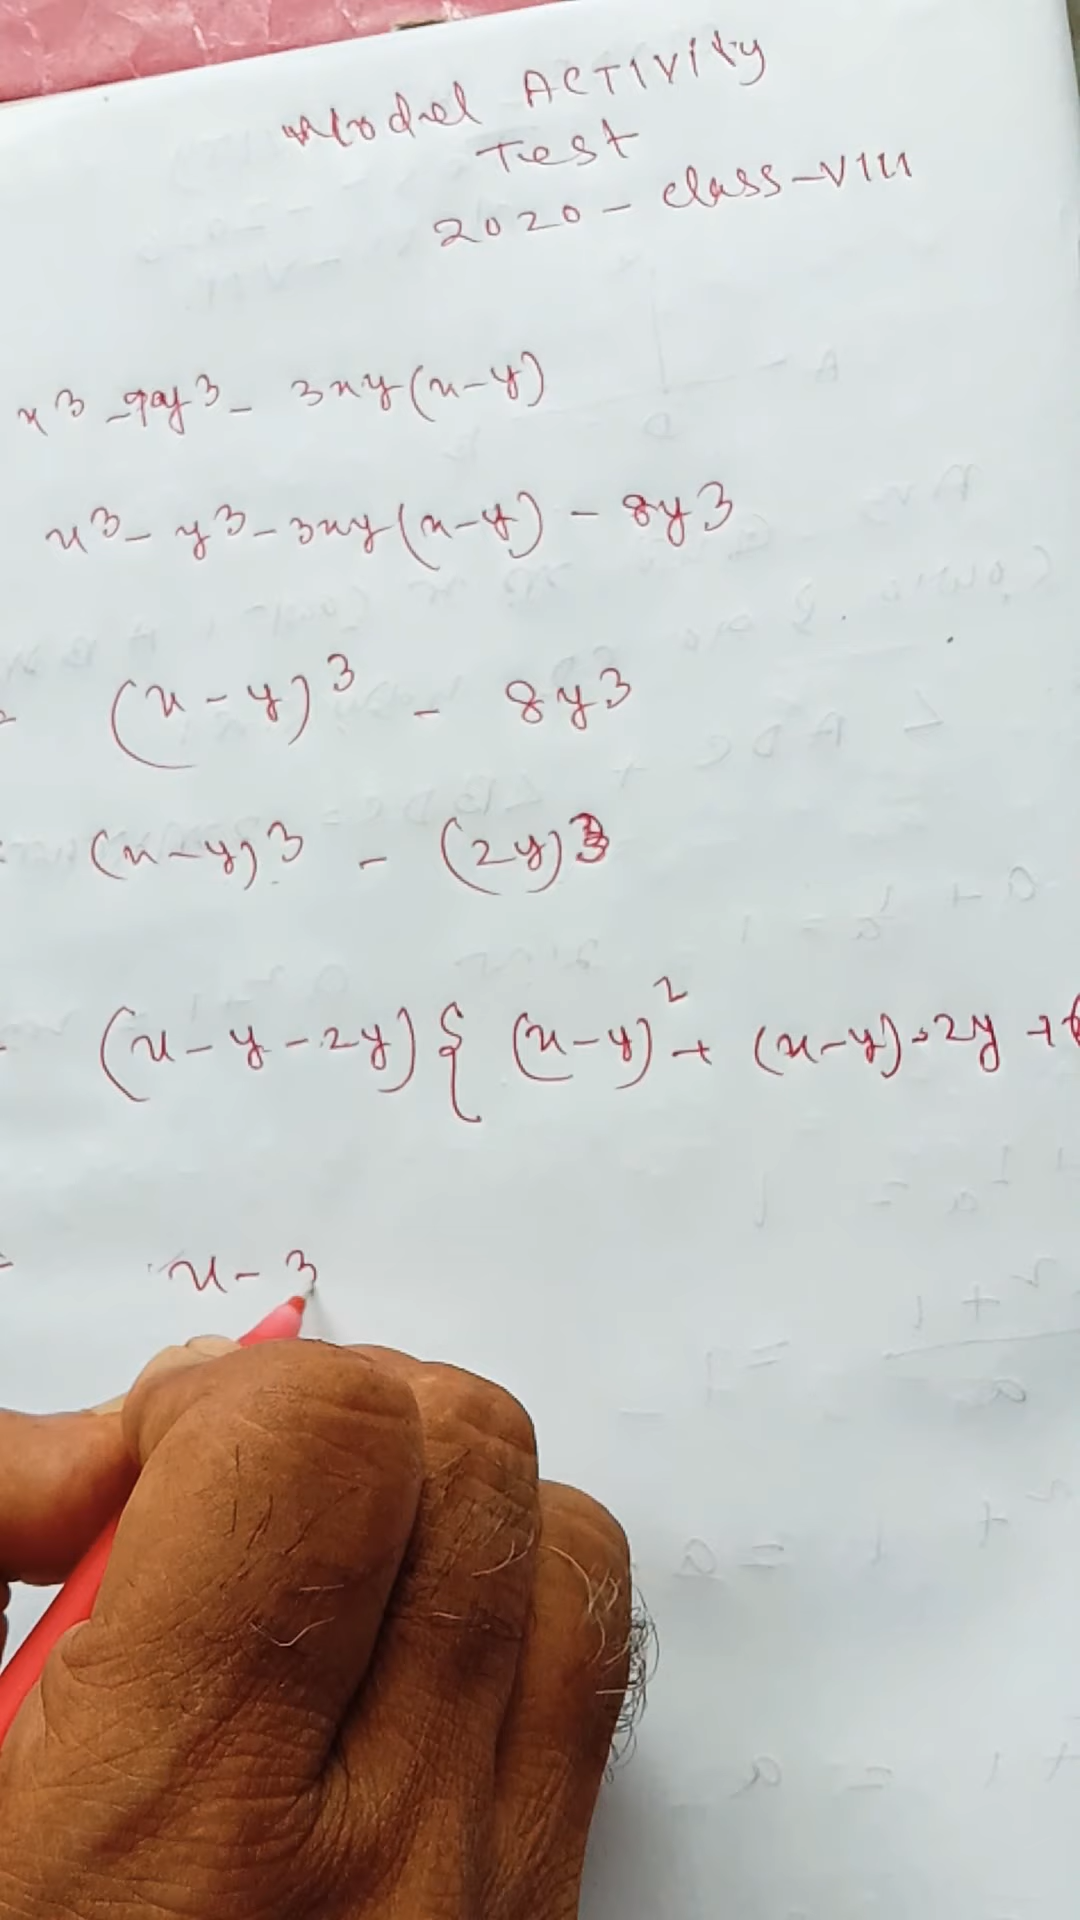 Model ACTIVity
Test
2020 - class-VIII
x3 - 9y3 - 3xy(x-y)
x3 - y3 - 3xy(x-y) - 8y3
= (x-y)3 - 8y3
= (x-y)3 - (2y)3
= (x-y-2y){(x-y)2 + (x-y).2y + (
= x-3